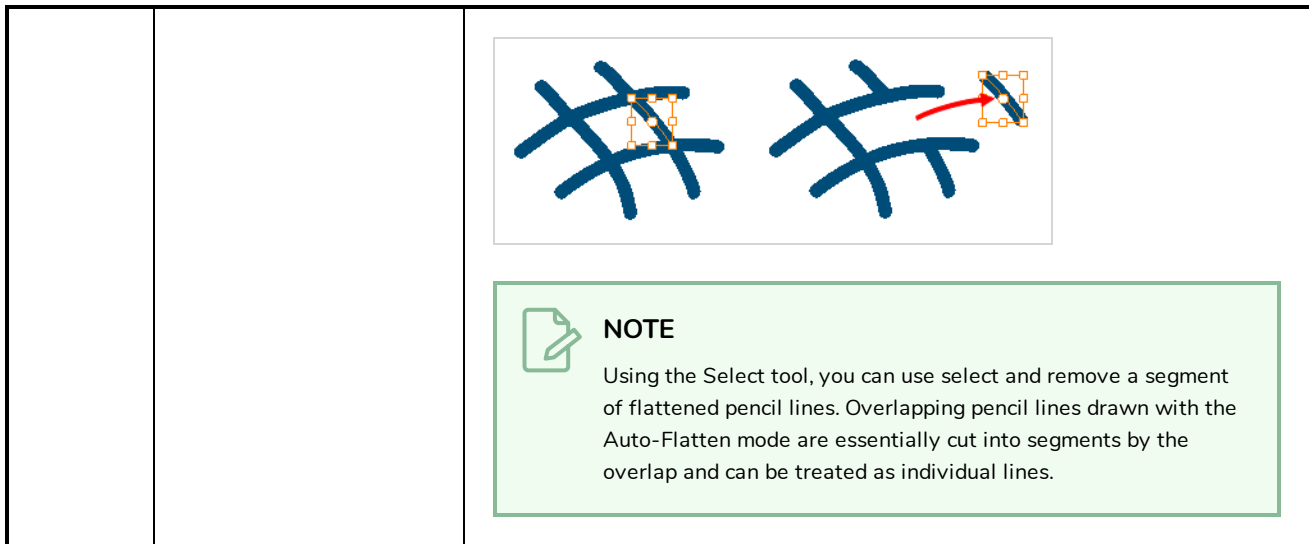 NOTE
Using the Select tool, you can use select and remove a segment
of flattened pencil lines. Overlapping pencil lines drawn with the
Auto-Flatten mode are essentially cut into segments by the
overlap and can be treated as individual lines.